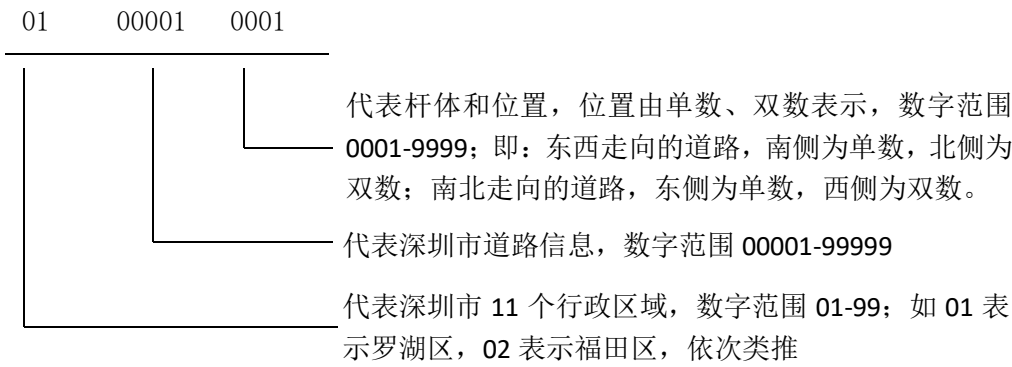 01 00001 0001
代表杆体和位置，位置由单数、双数表示，数字范围
0001-9999；即：东西走向的道路，南侧为单数，北侧为
双数；南北走向的道路，东侧为单数，西侧为双数。
代表深圳市道路信息，数字范围 00001-99999
代表深圳市 11 个行政区域，数字范围 01-99；如 01 表
示罗湖区，02 表示福田区，依次类推